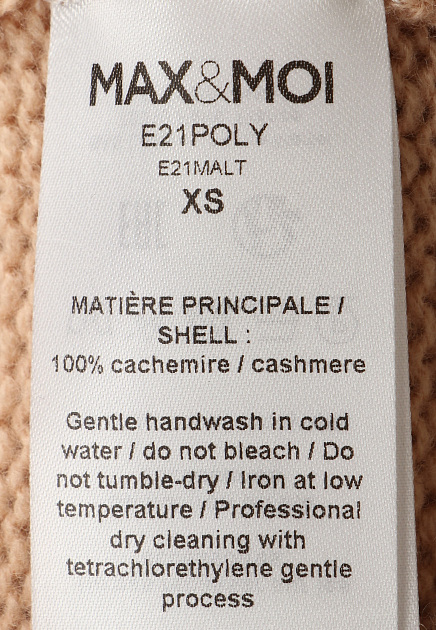 MAX&MOI
E21POLY
E21MALT
XS
MATIÈRE PRINCIPALE /
SHELL :
100% cachemire / cashmere
Gentle handwash in cold
water / do not bleach / Do
not tumble-dry / Iron at low
temperature / Professional
dry cleaning with
tetrachlorethylene gentle
process